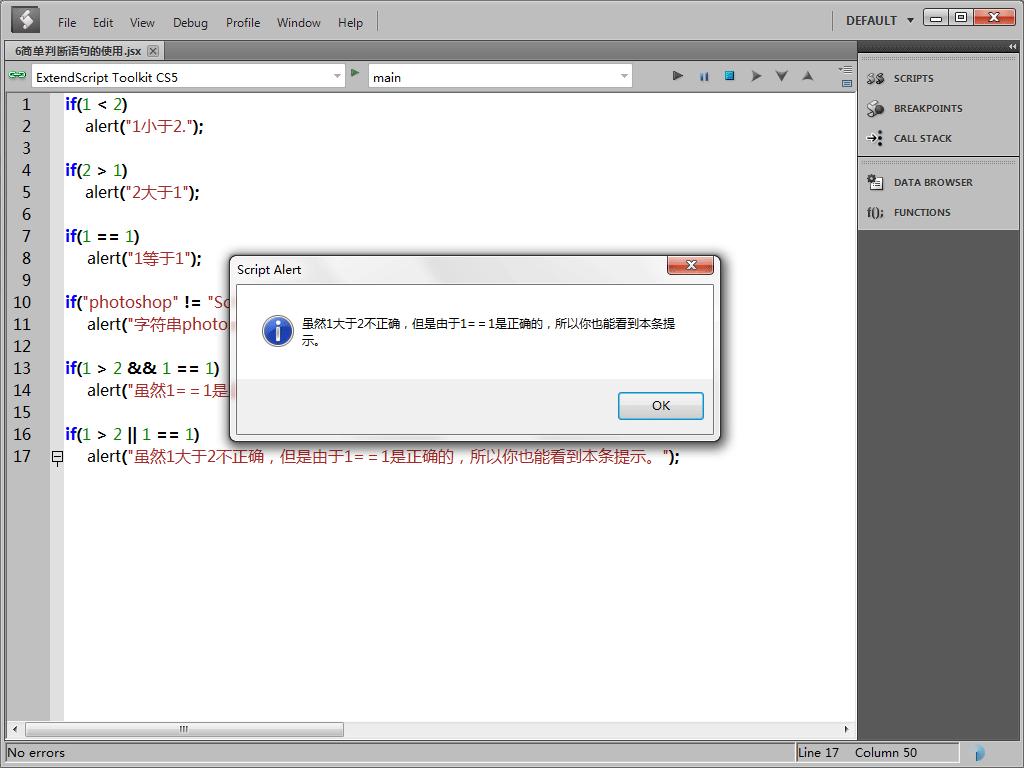 File Edit View Debug Profile Window Help DEFAULT
6简单判断语句的使用.jsx
ExtendScript Toolkit CS5 main
1 if(1 < 2)
2 alert("1小于2.");
3
4 if(2 > 1)
5 alert("2大于1");
6
7 if(1 == 1)
8 alert("1等于1");
9
10 if("photoshop" != "Sc
11 alert("字符串photo
12
13 if(1 > 2 && 1 == 1)
14 alert("虽然1==1是
15
16 if(1 > 2 || 1 == 1)
17 alert("虽然1大于2不正确，但是由于1==1是正确的，所以你也能看到本条提示。");
Script Alert
虽然1大于2不正确，但是由于1==1是正确的，所以你也能看到本条提
示。
OK
SCRIPTS
BREAKPOINTS
CALL STACK
DATA BROWSER
f(); FUNCTIONS
No errors Line 17 Column 50